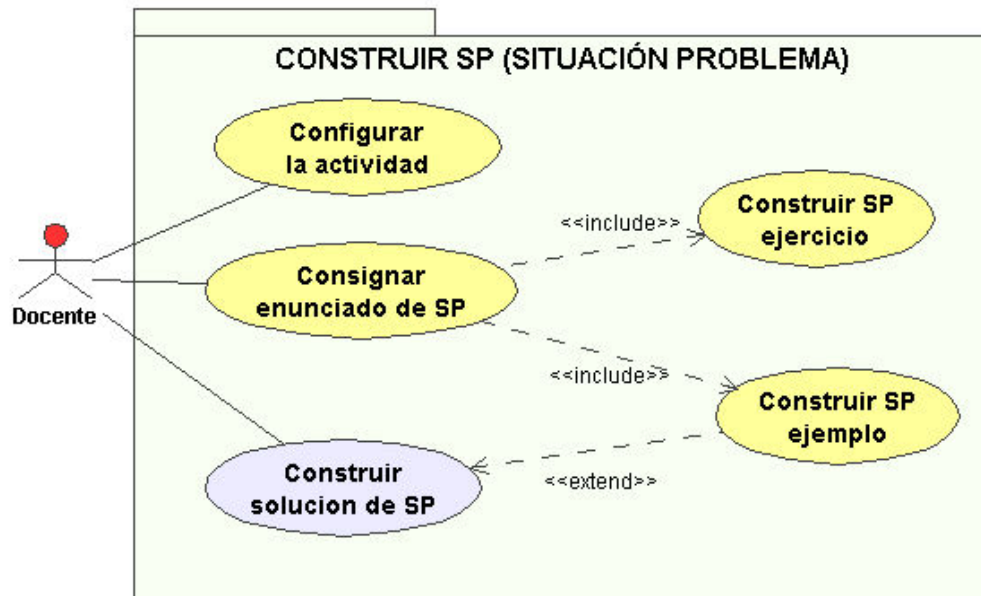 CONSTRUIR SP (SITUACIÓN PROBLEMA)
Configurar
la actividad
Construir SP
ejercicio
<<include>>
Consignar
enunciado de SP
Docente
<<include>>
Construir SP
ejemplo
Construir
solucion de SP
<<extend>>